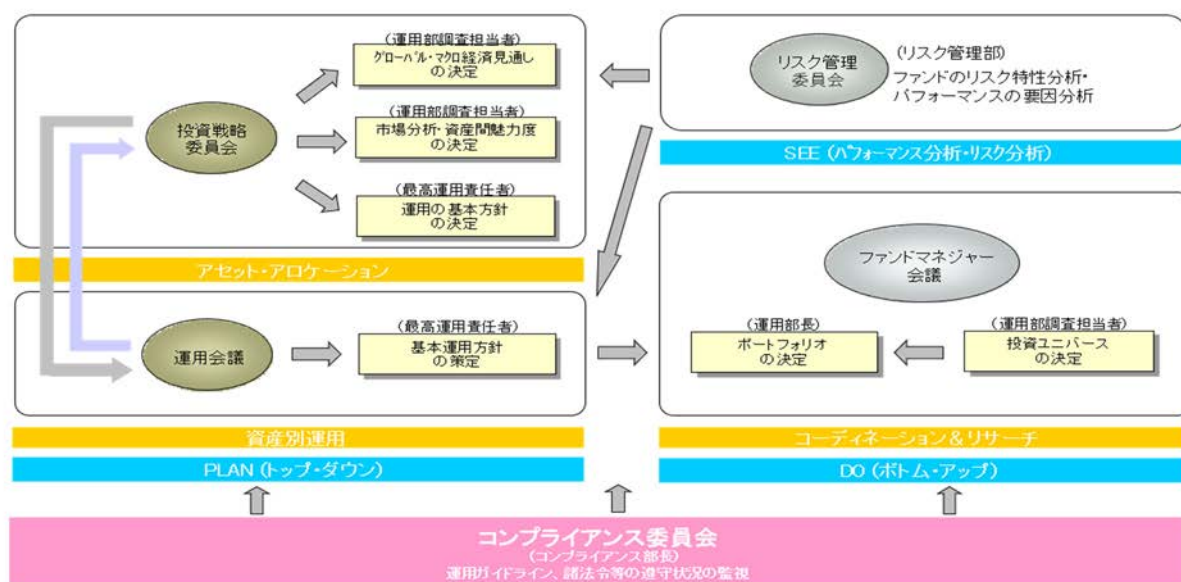 (運用部調査担当者)
グローバル・マクロ経済見通し
の決定
投資戦略
委員会
(運用部調査担当者)
市場分析・資産間魅力度
の決定
(最高運用責任者)
運用の基本方針
の決定
アセット・アロケーション
リスク管理
委員会
(リスク管理部)
ファンドのリスク特性分析・
パフォーマンスの要因分析
SEE (パフォーマンス分析・リスク分析)
運用会議
(最高運用責任者)
基本運用方針
の策定
資産別運用
PLAN (トップ・ダウン)
ファンドマネジャー
会議
(運用部長)
ポートフォリオ
の決定
(運用部調査担当者)
投資ユニバース
の決定
コーディネーション&リサーチ
DO (ボトム・アップ)
コンプライアンス委員会
(コンプライアンス部長)
運用ガイドライン、諸法令等の遵守状況の監視